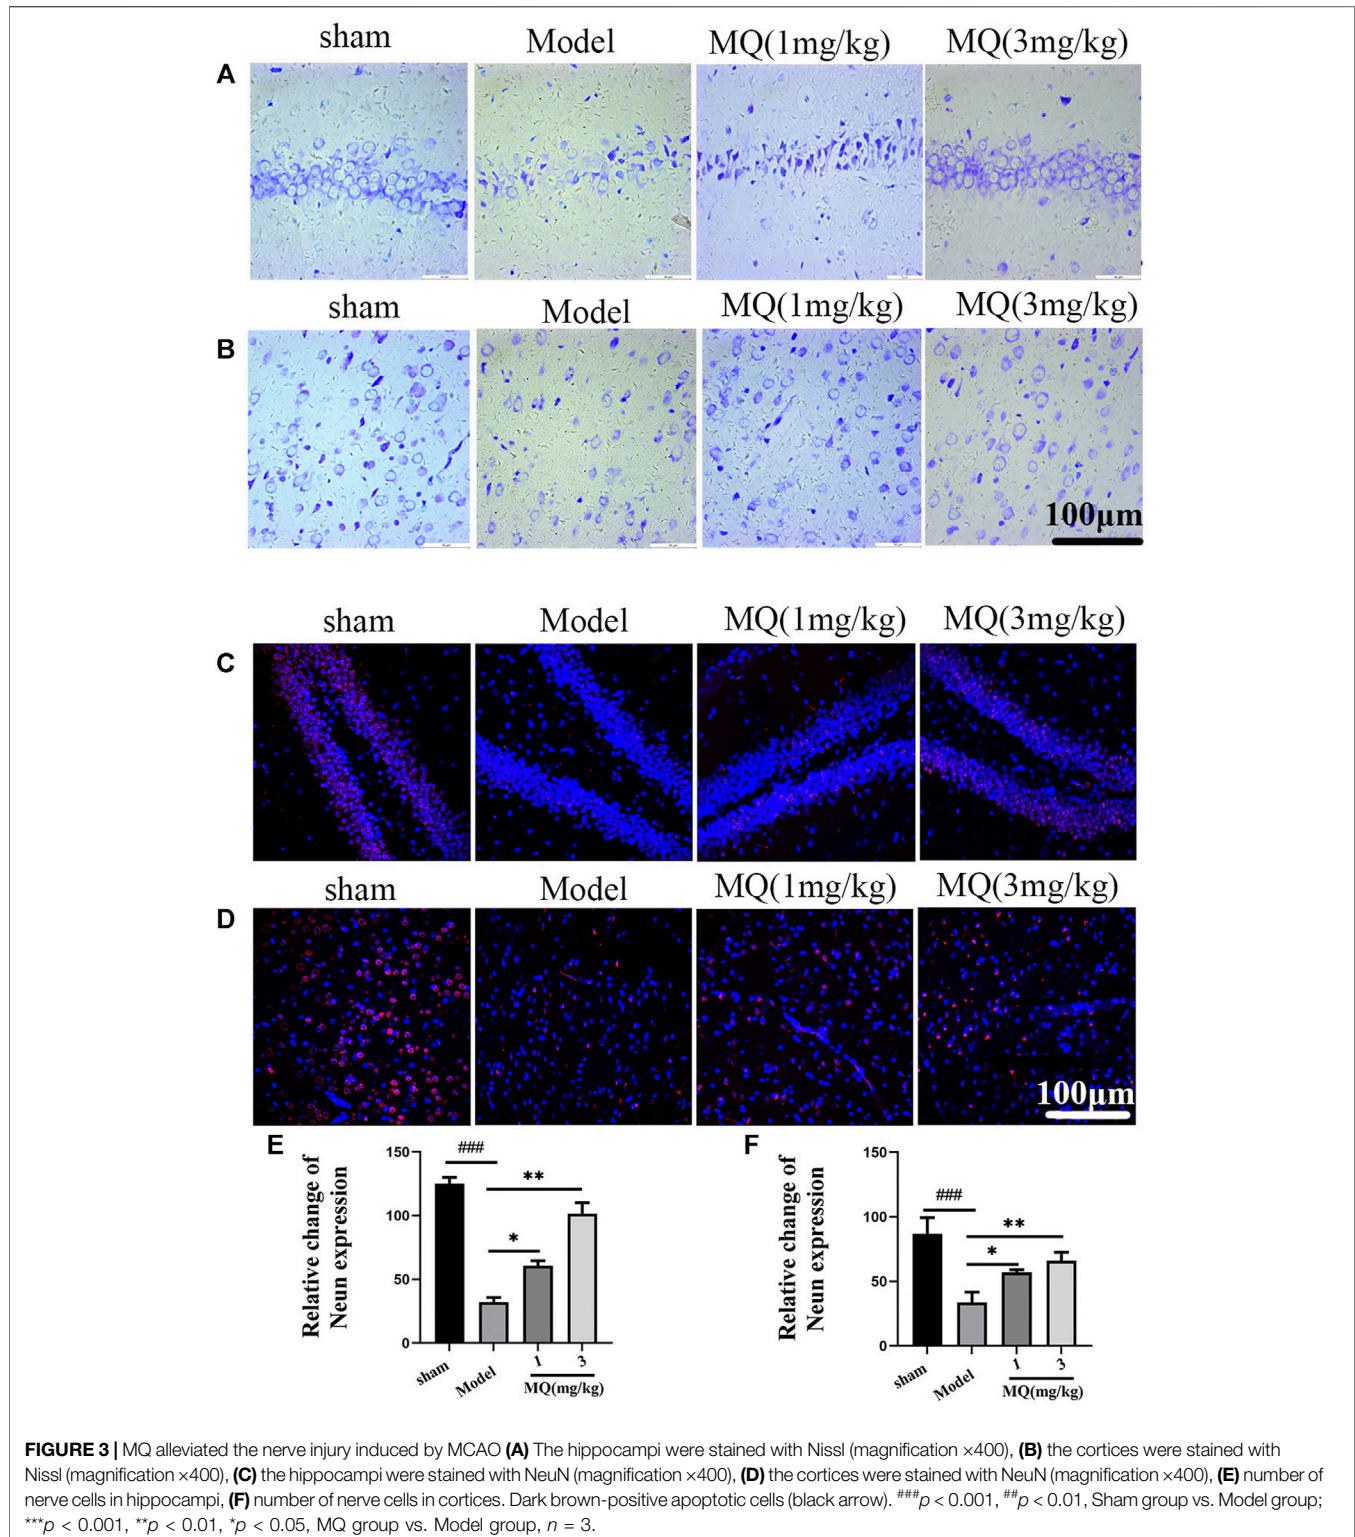 sham Model MQ(1mg/kg) MQ(3mg/kg)
A
sham Model MQ(1mg/kg) MQ(3mg/kg)
B
100μm
sham Model MQ(1mg/kg) MQ(3mg/kg)
C
sham Model MQ(1mg/kg) MQ(3mg/kg)
D
100μm
E
Relative change of
Neun expression
150
100
50
0
###
**
*
sham Model 1 3
MQ(mg/kg)
F
Relative change of
Neun expression
150
100
50
0
###
**
*
sham Model 1 3
MQ(mg/kg)
FIGURE 3 | MQ alleviated the nerve injury induced by MCAO (A) The hippocampi were stained with Nissl (magnification ×400), (B) the cortices were stained with
Nissl (magnification ×400), (C) the hippocampi were stained with NeuN (magnification ×400), (D) the cortices were stained with NeuN (magnification ×400), (E) number of
nerve cells in hippocampi, (F) number of nerve cells in cortices. Dark brown-positive apoptotic cells (black arrow). ###p < 0.001, ##p < 0.01, Sham group vs. Model group;
***p < 0.001, **p < 0.01, *p < 0.05, MQ group vs. Model group, n = 3.